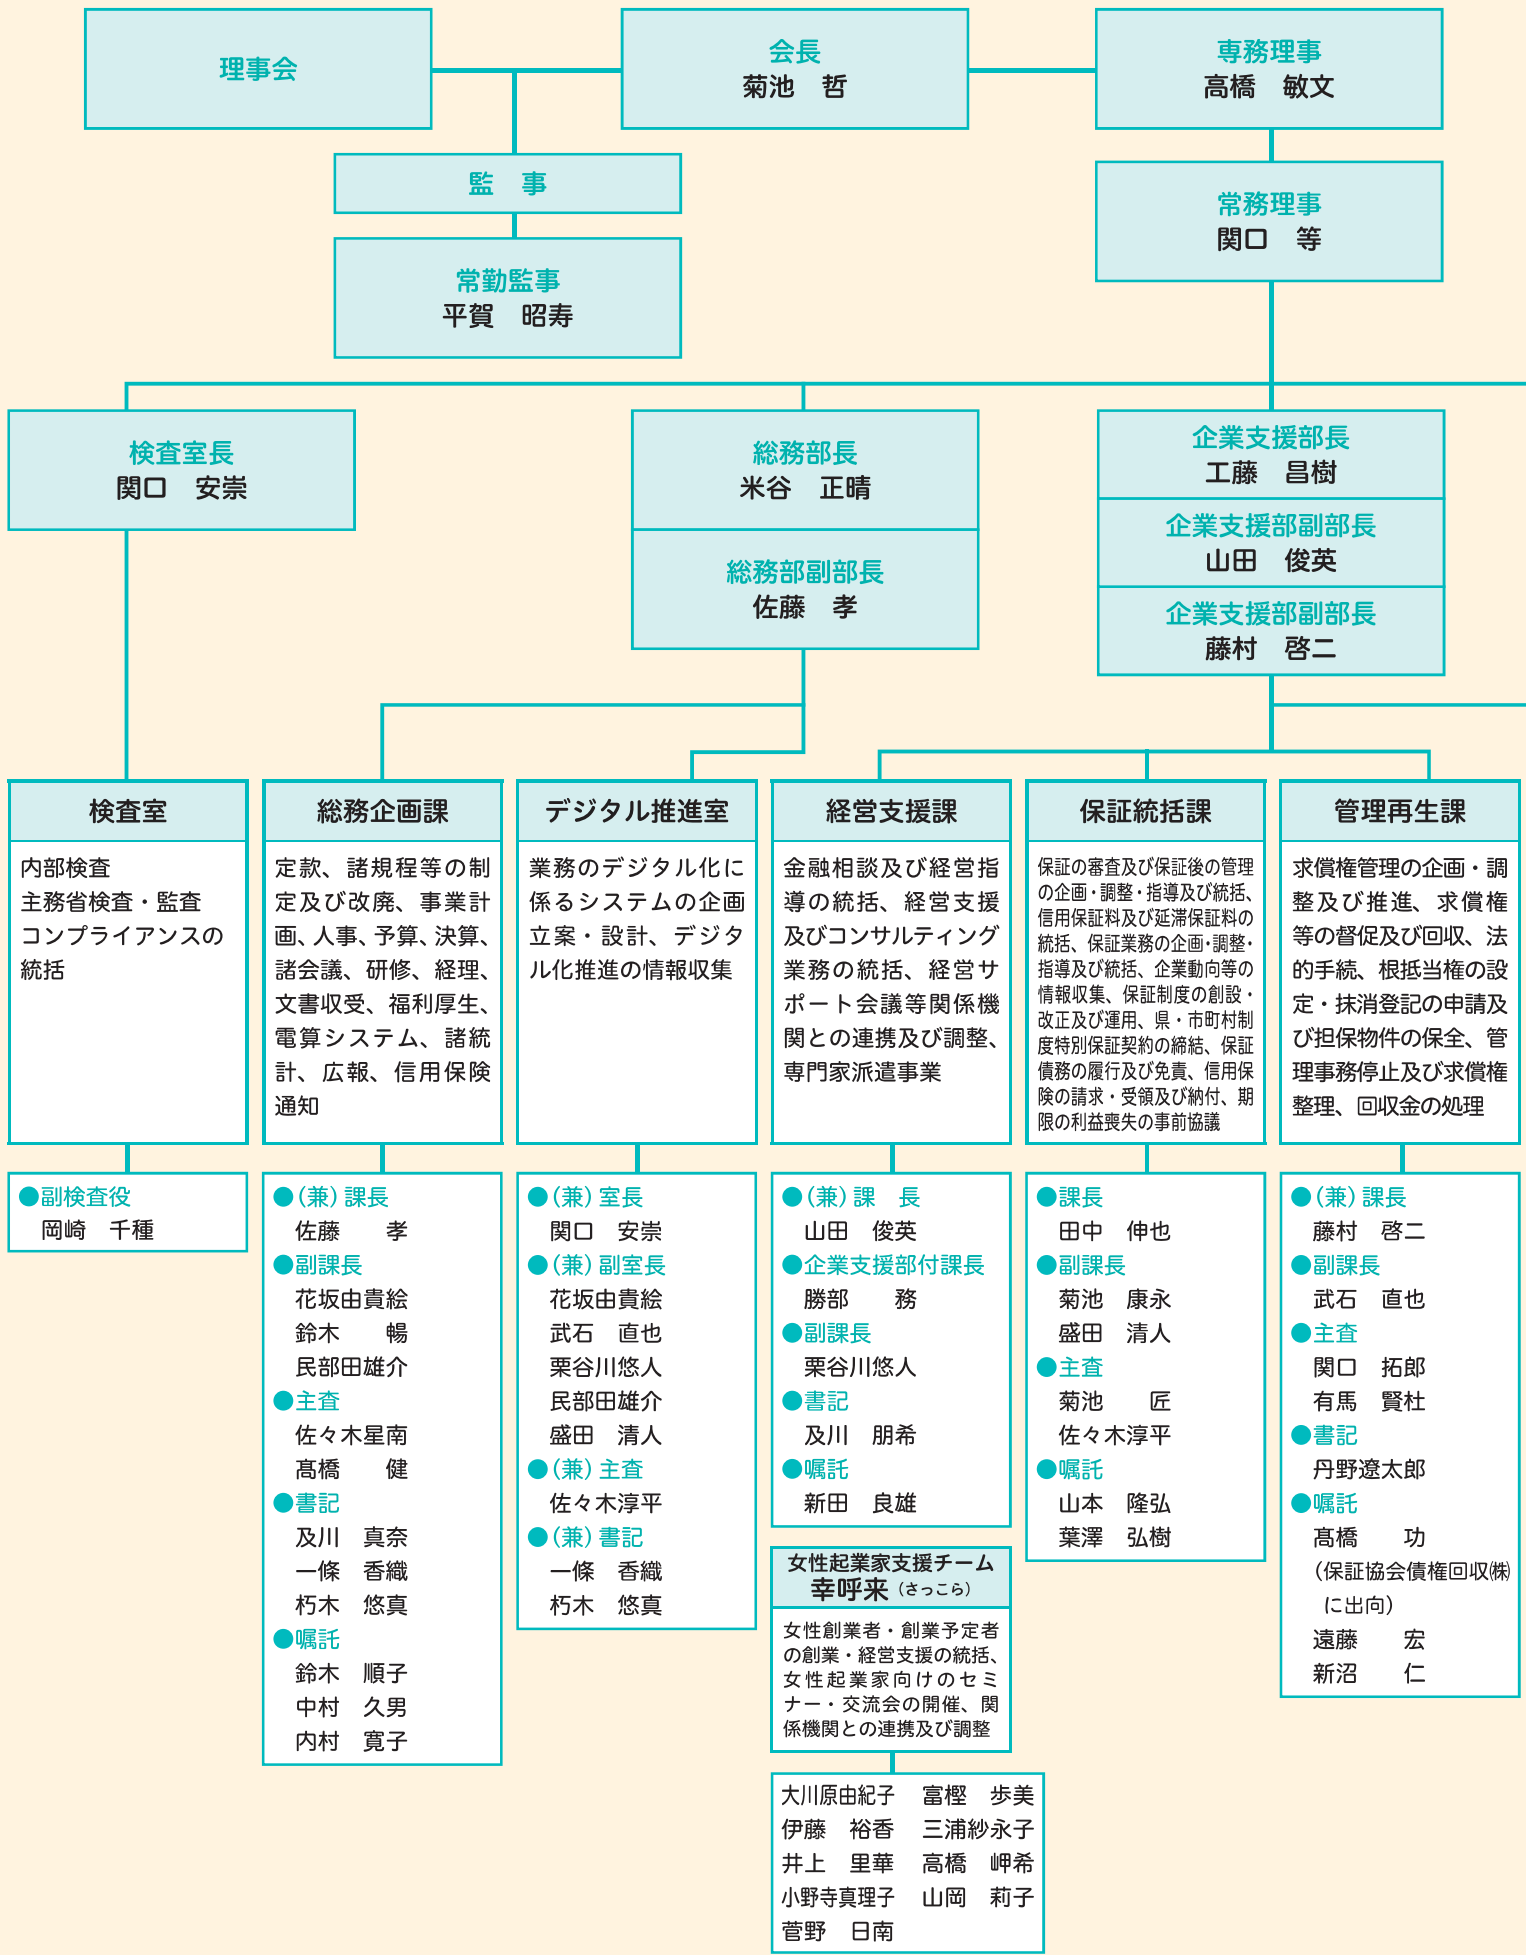 理事会
会長
菊池　哲
専務理事
高橋　敏文
監　事
常務理事
関口　等
常勤監事
平賀　昭寿
検査室長
関口　安崇
総務部長
米谷　正晴
総務部副部長
佐藤　孝
企業支援部長
工藤　昌樹
企業支援部副部長
山田　俊英
企業支援部副部長
藤村　啓二
検査室
内部検査
主務省検査・監査
コンプライアンスの
統括
●副検査役
岡崎　千種
総務企画課
定款、諸規程等の制
定及び改廃、事業計
画、人事、予算、決算、
諸会議、研修、経理、
文書収受、福利厚生、
電算システム、諸統
計、広報、信用保険
通知
●（兼）課長
佐藤　　孝
●副課長
花坂由貴絵
鈴木　　暢
民部田雄介
●主査
佐々木星南
髙橋　　健
●書記
及川　真奈
一條　香織
朽木　悠真
●嘱託
鈴木　順子
中村　久男
内村　寛子
デジタル推進室
業務のデジタル化に
係るシステムの企画
立案・設計、デジタ
ル化推進の情報収集
●（兼）室長
関口　安崇
●（兼）副室長
花坂由貴絵
武石　直也
栗谷川悠人
民部田雄介
盛田　清人
●（兼）主査
佐々木淳平
●（兼）書記
一條　香織
朽木　悠真
経営支援課
金融相談及び経営指
導の統括、経営支援
及びコンサルティング
業務の統括、経営サ
ポート会議等関係機
関との連携及び調整、
専門家派遣事業
●（兼）課　長
山田　俊英
●企業支援部付課長
勝部　　務
●副課長
栗谷川悠人
●書記
及川　朋希
●嘱託
新田　良雄
女性起業家支援チーム
幸呼来（さっこら）
女性創業者・創業予定者
の創業・経営支援の統括、
女性起業家向けのセミ
ナー・交流会の開催、関
係機関との連携及び調整
大川原由紀子　富樫　歩美
伊藤　裕香　三浦紗永子
井上　里華　高橋　岬希
小野寺真理子　山岡　莉子
菅野　日南
保証統括課
保証の審査及び保証後の管理
の企画・調整・指導及び統括、
信用保証料及び延滞保証料の
統括、保証業務の企画・調整・
指導及び統括、企業動向等の
情報収集、保証制度の創設・
改正及び運用、県・市町村制
度特別保証契約の締結、保証
債務の履行及び免責、信用保
険の請求・受領及び納付、期
限の利益喪失の事前協議
●課長
田中　伸也
●副課長
菊池　康永
盛田　清人
●主査
菊池　　匠
佐々木淳平
●嘱託
山本　隆弘
葉澤　弘樹
管理再生課
求償権管理の企画・調
整及び推進、求償権
等の督促及び回収、法
的手続、根抵当権の設
定・抹消登記の申請及
び担保物件の保全、管
理事務停止及び求償権
整理、回収金の処理
●（兼）課長
藤村　啓二
●副課長
武石　直也
●主査
関口　拓郎
有馬　賢杜
●書記
丹野遼太郎
●嘱託
髙橋　　功
（保証協会債権回収㈱
に出向）
遠藤　　宏
新沼　　仁